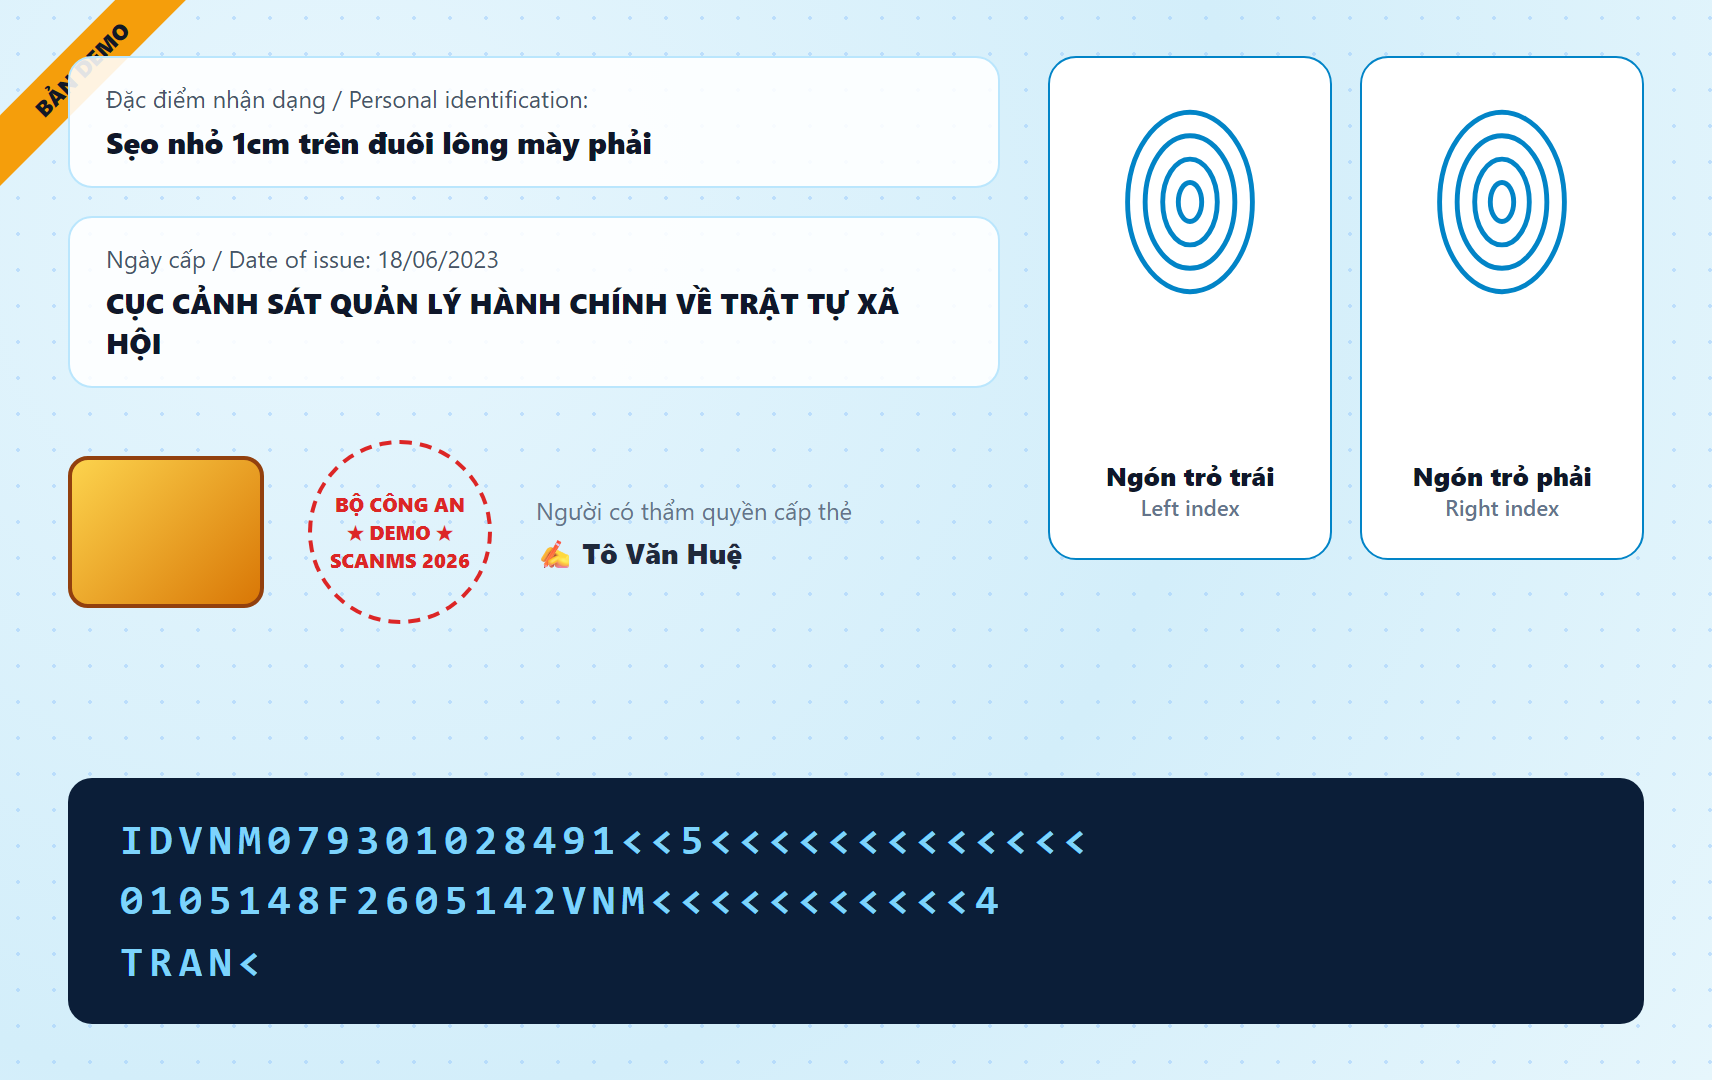 BẢN DEMO
Đặc điểm nhận dạng / Personal identification:
Sẹo nhỏ 1cm trên đuôi lông mày phải
Ngày cấp / Date of issue: 18/06/2023
CỤC CẢNH SÁT QUẢN LÝ HÀNH CHÍNH VỀ TRẬT TỰ XÃ
HỘI
BỘ CÔNG AN
★ DEMO ★
SCANMS 2026
Người có thẩm quyền cấp thẻ
✍️ Tô Văn Huệ
Ngón trỏ trái
Left index
Ngón trỏ phải
Right index
IDVNM079301028491<<5<<<<<<<<<<<<<
0105148F2605142VNM<<<<<<<<<<<4
TRAN<